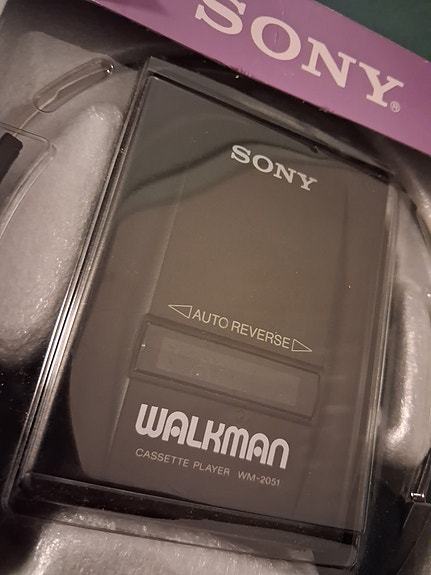 SONY®
SONY
◁AUTO REVERSE▷
WALKMAN
CASSETTE PLAYER WM-2051